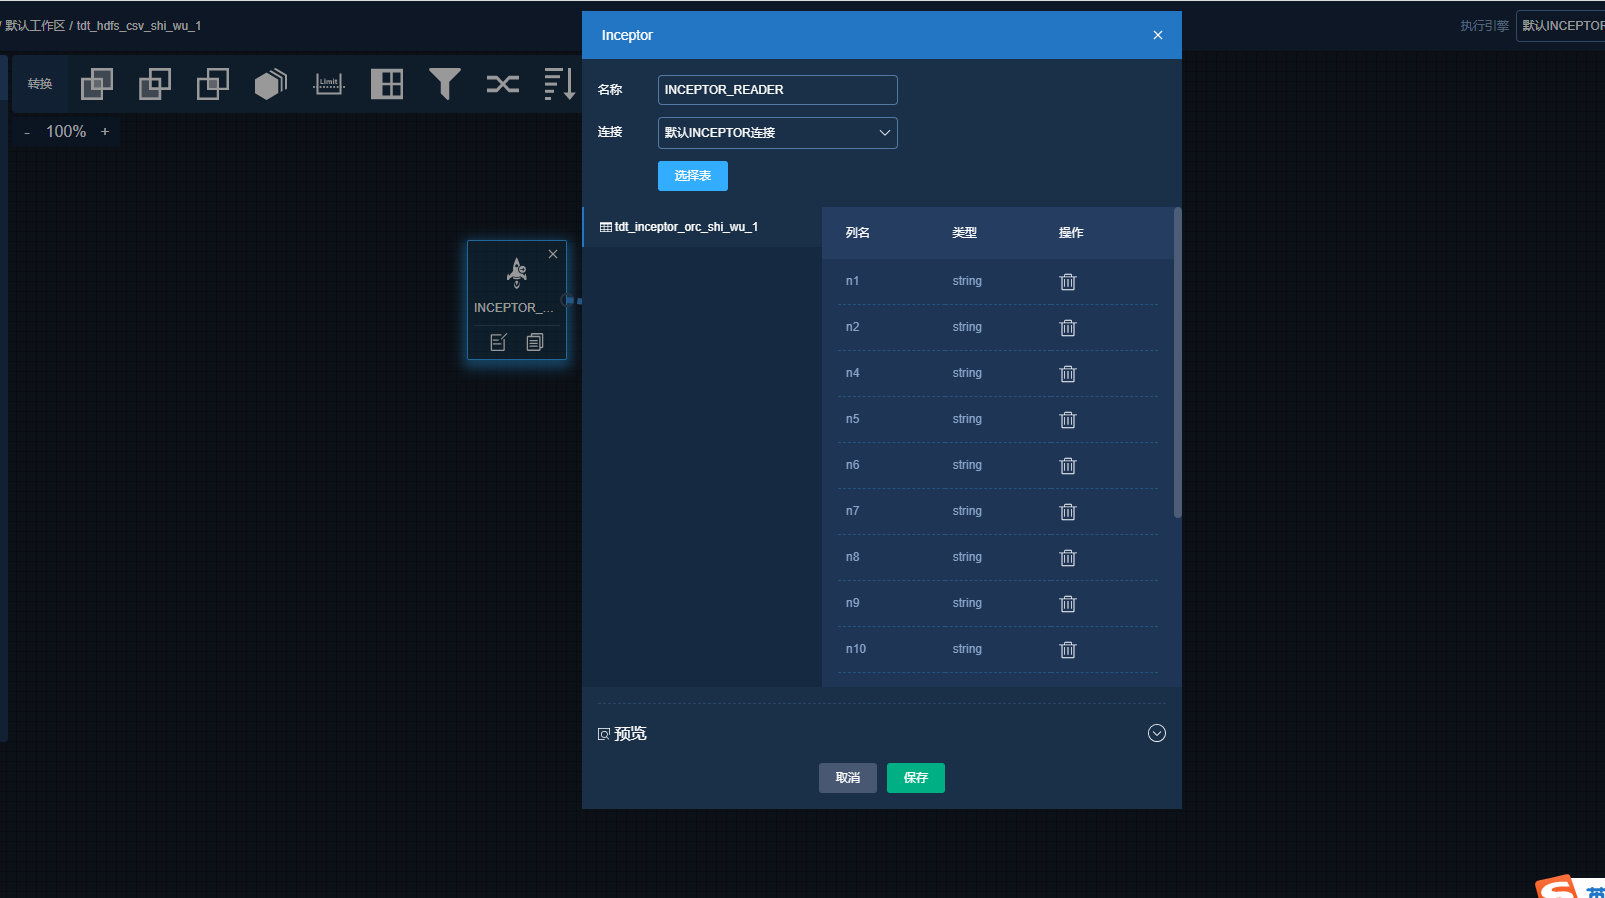 / 默认工作区 / tdt_hdfs_csv_shi_wu_1
执行引擎
默认INCEPTOR
转换
Limit
- 100% +
INCEPTOR_...
Inceptor
名称
INCEPTOR_READER
连接
默认INCEPTOR连接
选择表
tdt_inceptor_orc_shi_wu_1
列名 类型 操作
n1 string
n2 string
n4 string
n5 string
n6 string
n7 string
n8 string
n9 string
n10 string
预览
取消 保存